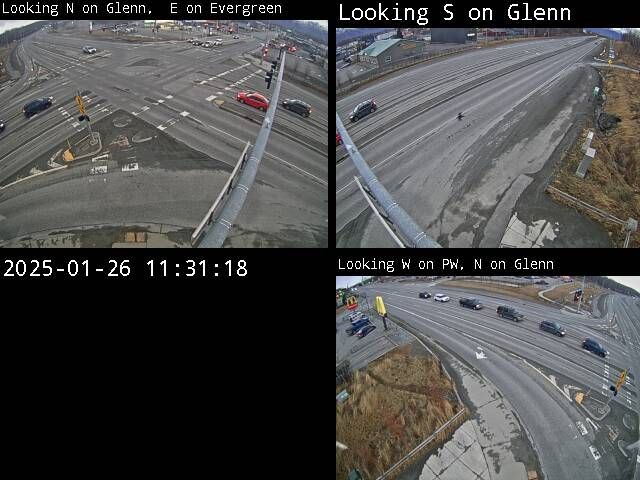 Looking N on Glenn,  E on Evergreen
Looking S on Glenn
2025-01-26 11:31:18
Looking W on PW, N on Glenn